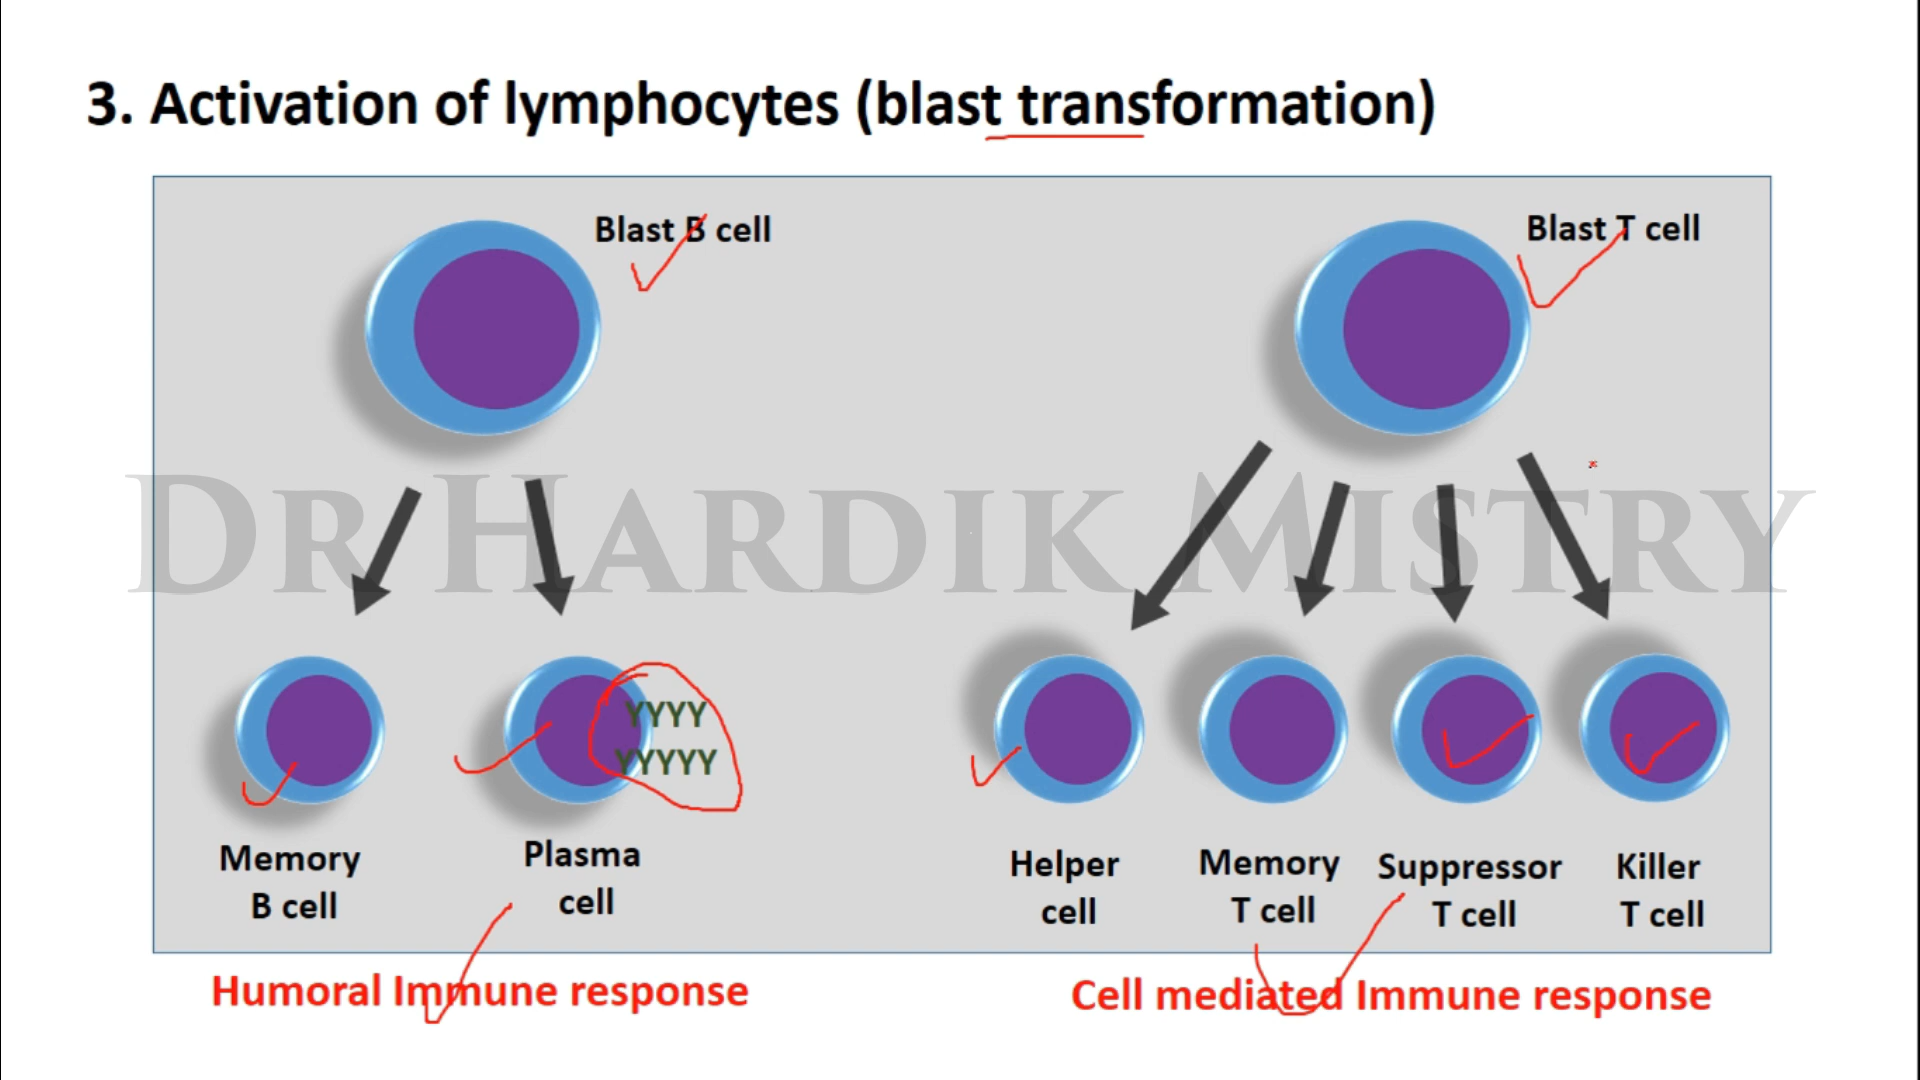 3. Activation of lymphocytes (blast transformation)
Blast B cell
Blast T cell
DR HARDIK MISTRY
YYYY
YYYYY
Memory
B cell
Plasma
cell
Helper
cell
Memory
T cell
Suppressor
T cell
Killer
T cell
Humoral Immune response
Cell mediated Immune response